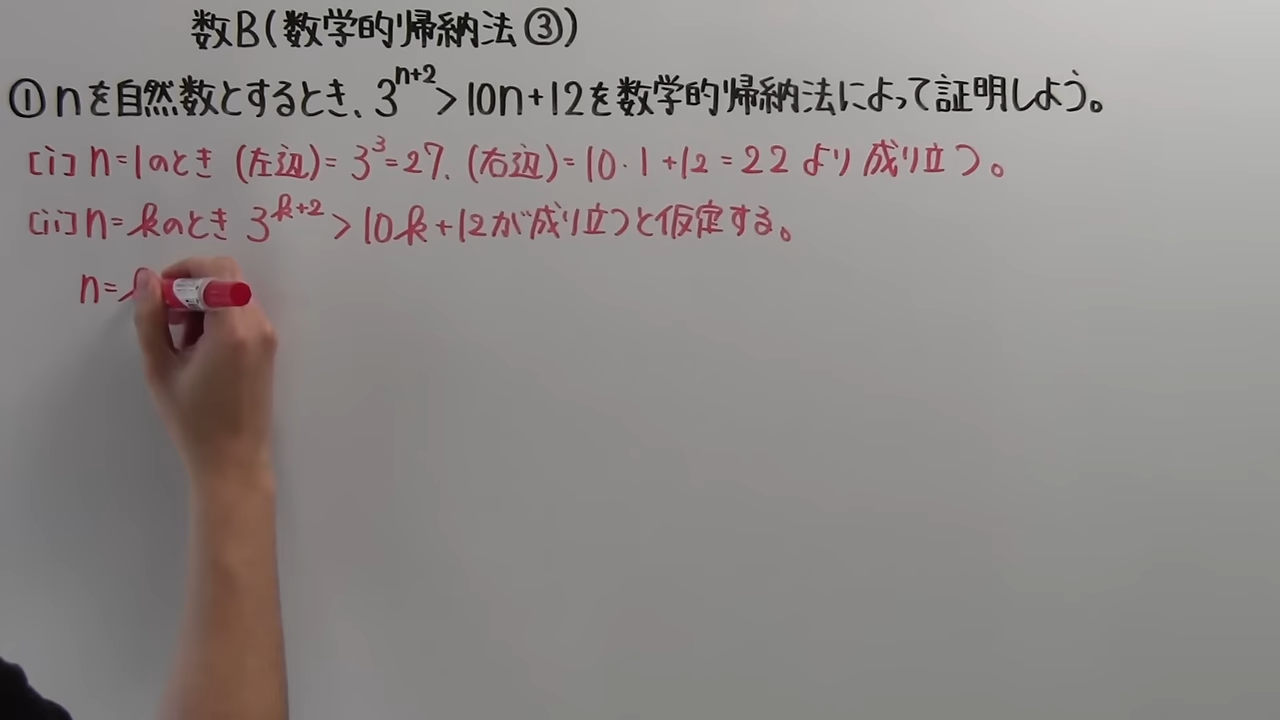 数B(数学的帰納法③)
①nを自然数とするとき、3^{n+2}>10n+12を数学的帰納法によって証明しよう。
[i]n=1のとき (左辺)=3^3=27、(右辺)=10・1+12=22より成り立つ。
[ii]n=kのとき 3^{k+2}>10k+12が成り立つと仮定する。
n=